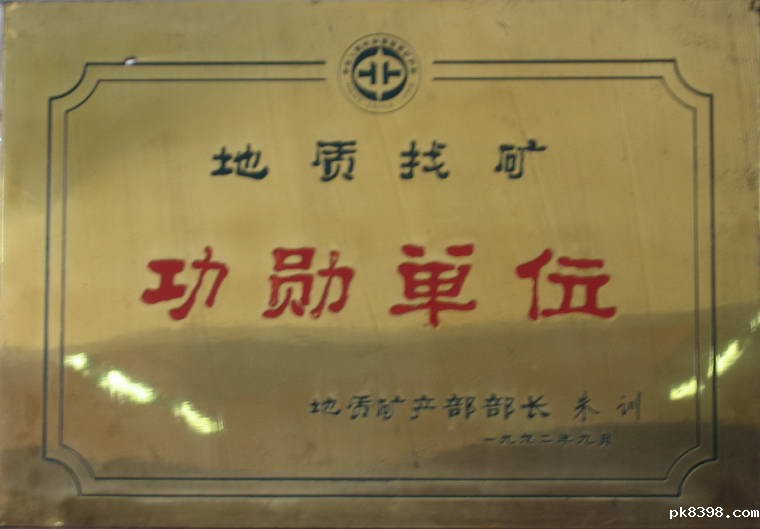 地质找矿
功勋单位
地质矿产部部长 朱训
一九九二年九月
pk8398.com